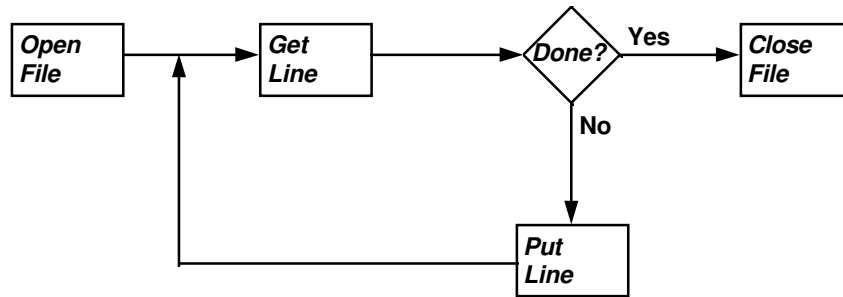 Open
File
Get
Line
Done?
Yes
Close
File
No
Put
Line